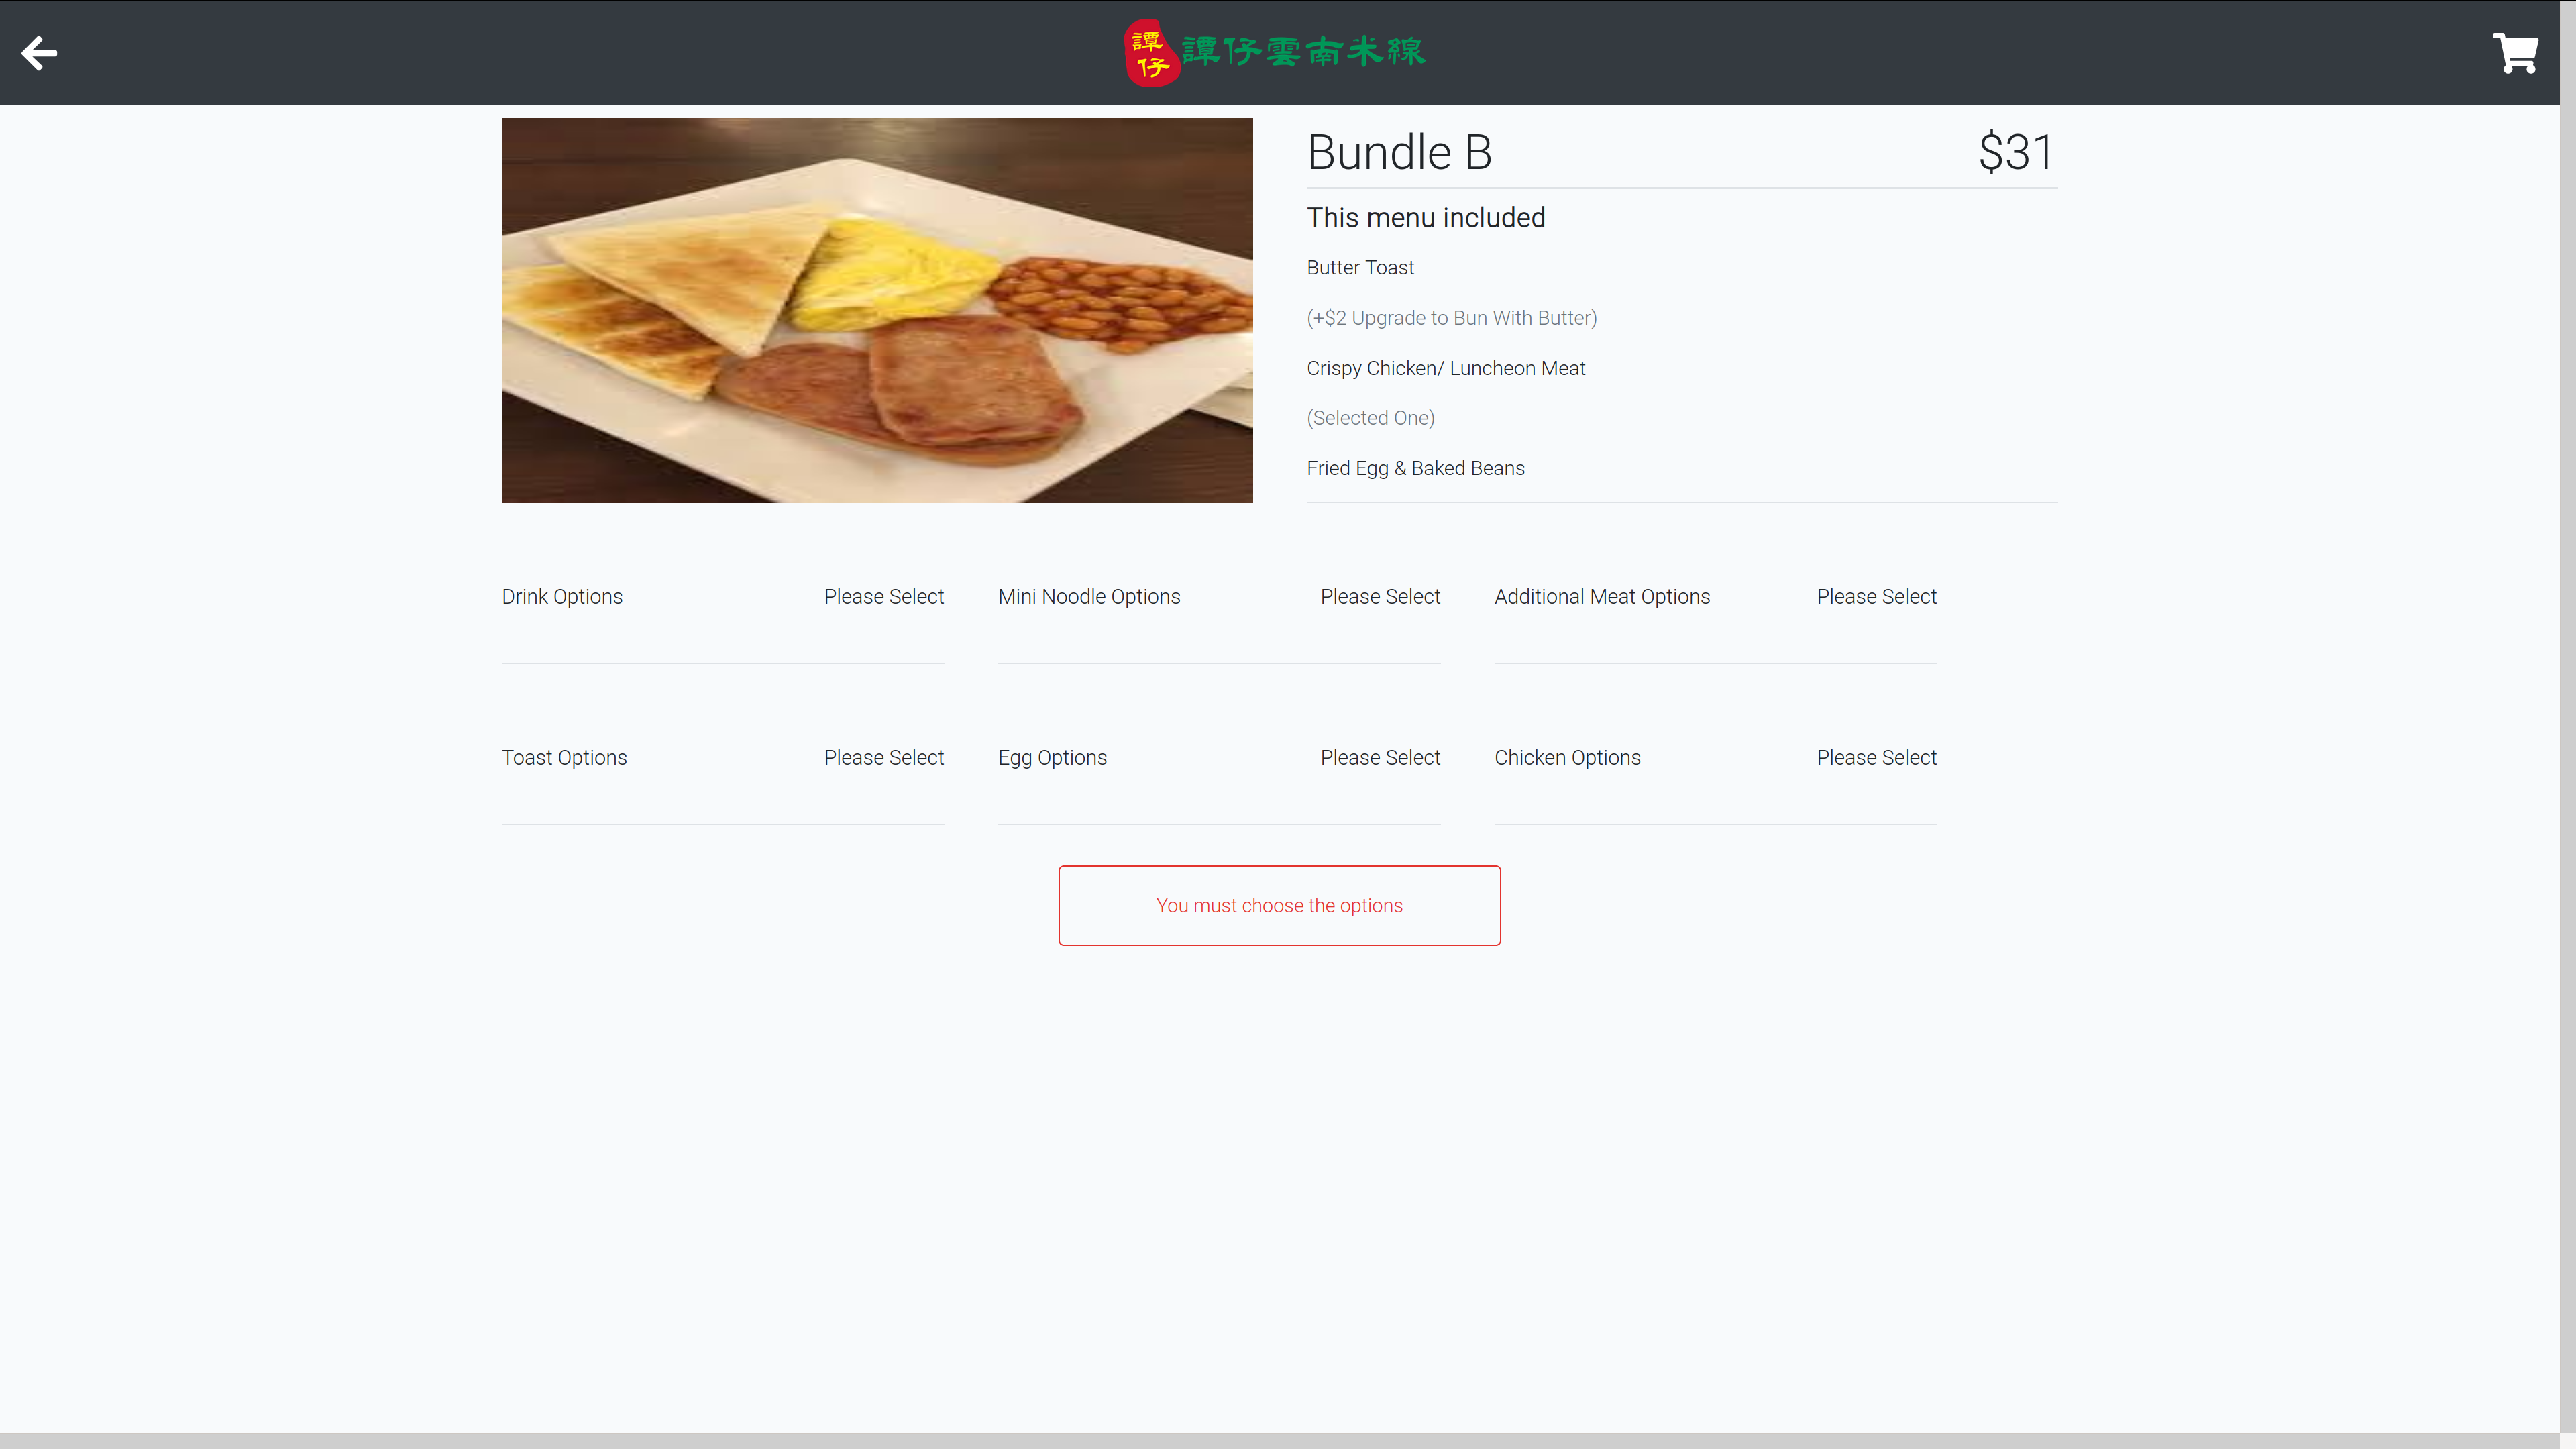 譚仔
譚仔雲南米線
Bundle B $31
This menu included
Butter Toast
(+$2 Upgrade to Bun With Butter)
Crispy Chicken/ Luncheon Meat
(Selected One)
Fried Egg & Baked Beans
Drink Options Please Select Mini Noodle Options Please Select Additional Meat Options Please Select
Toast Options Please Select Egg Options Please Select Chicken Options Please Select
You must choose the options